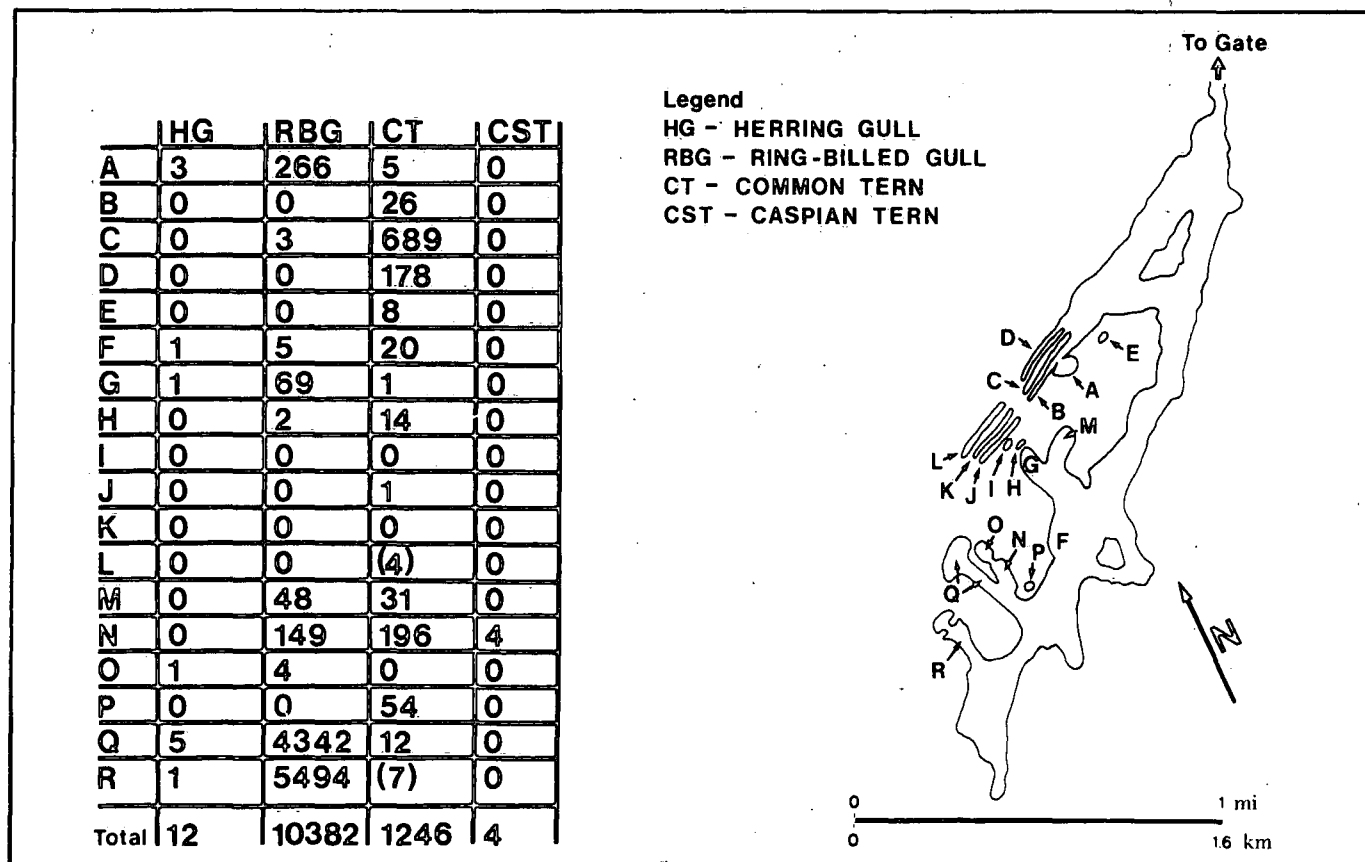 HG RBG CT CST
A 3 266 5 0
B 0 0 26 0
C 0 3 689 0
D 0 0 178 0
E 0 0 8 0
F 1 5 20 0
G 1 69 1 0
H 0 2 14 0
I 0 0 0 0
J 0 0 1 0
K 0 0 0 0
L 0 0 (4) 0
M 0 48 31 0
N 0 149 196 4
O 1 4 0 0
P 0 0 54 0
Q 5 4342 12 0
R 1 5494 (7) 0
Total 12 10382 1246 4
Legend
HG - HERRING GULL
RBG - RING-BILLED GULL
CT - COMMON TERN
CST - CASPIAN TERN
To Gate
D
E
C
A
B
M
L
G
K J I H
O
N
P
F
Q
R
N
0 1 mi
0 1.6 km